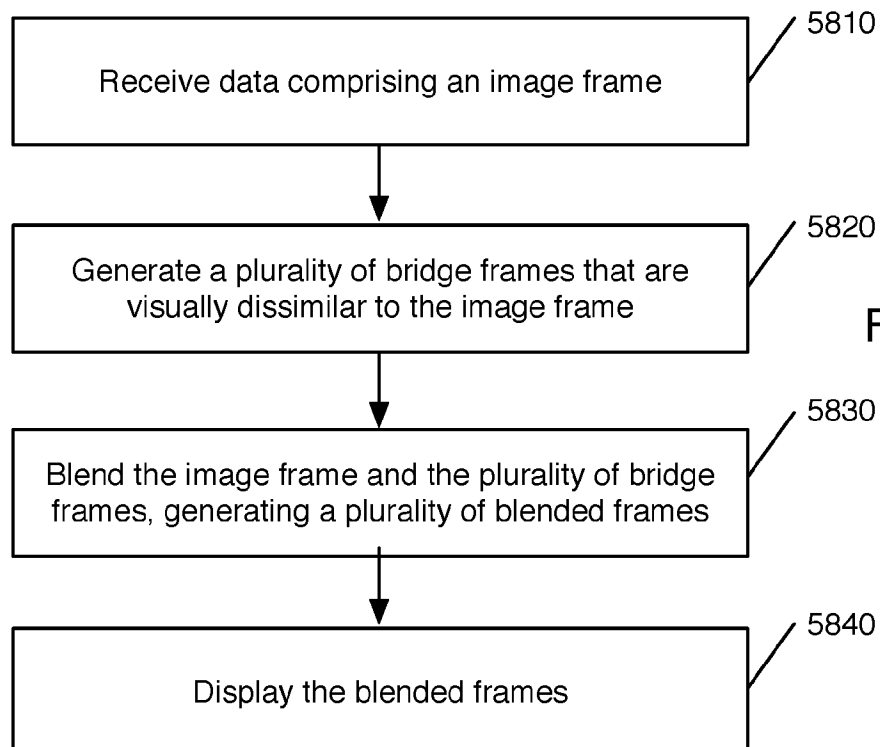 5810
Receive data comprising an image frame
5820
Generate a plurality of bridge frames that are
visually dissimilar to the image frame
F
5830
Blend the image frame and the plurality of bridge
frames, generating a plurality of blended frames
5840
Display the blended frames